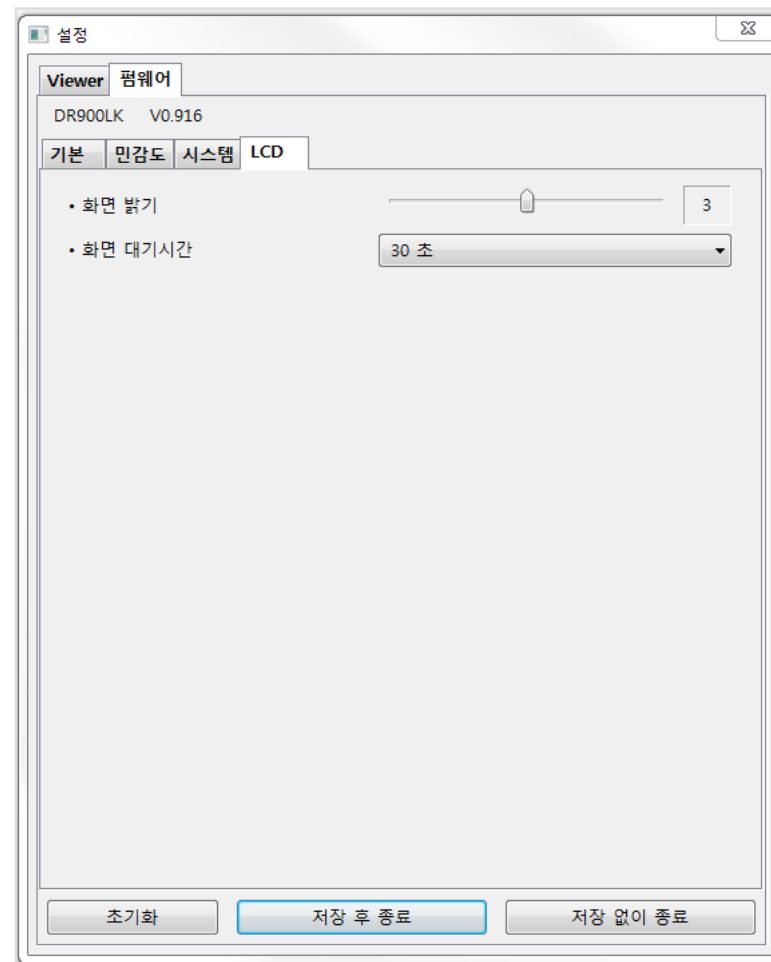 설정
Viewer 펌웨어
DR900LK V0.916
기본 민감도 시스템 LCD
• 화면 밝기 3
• 화면 대기시간 30 초
초기화 저장 후 종료 저장 없이 종료